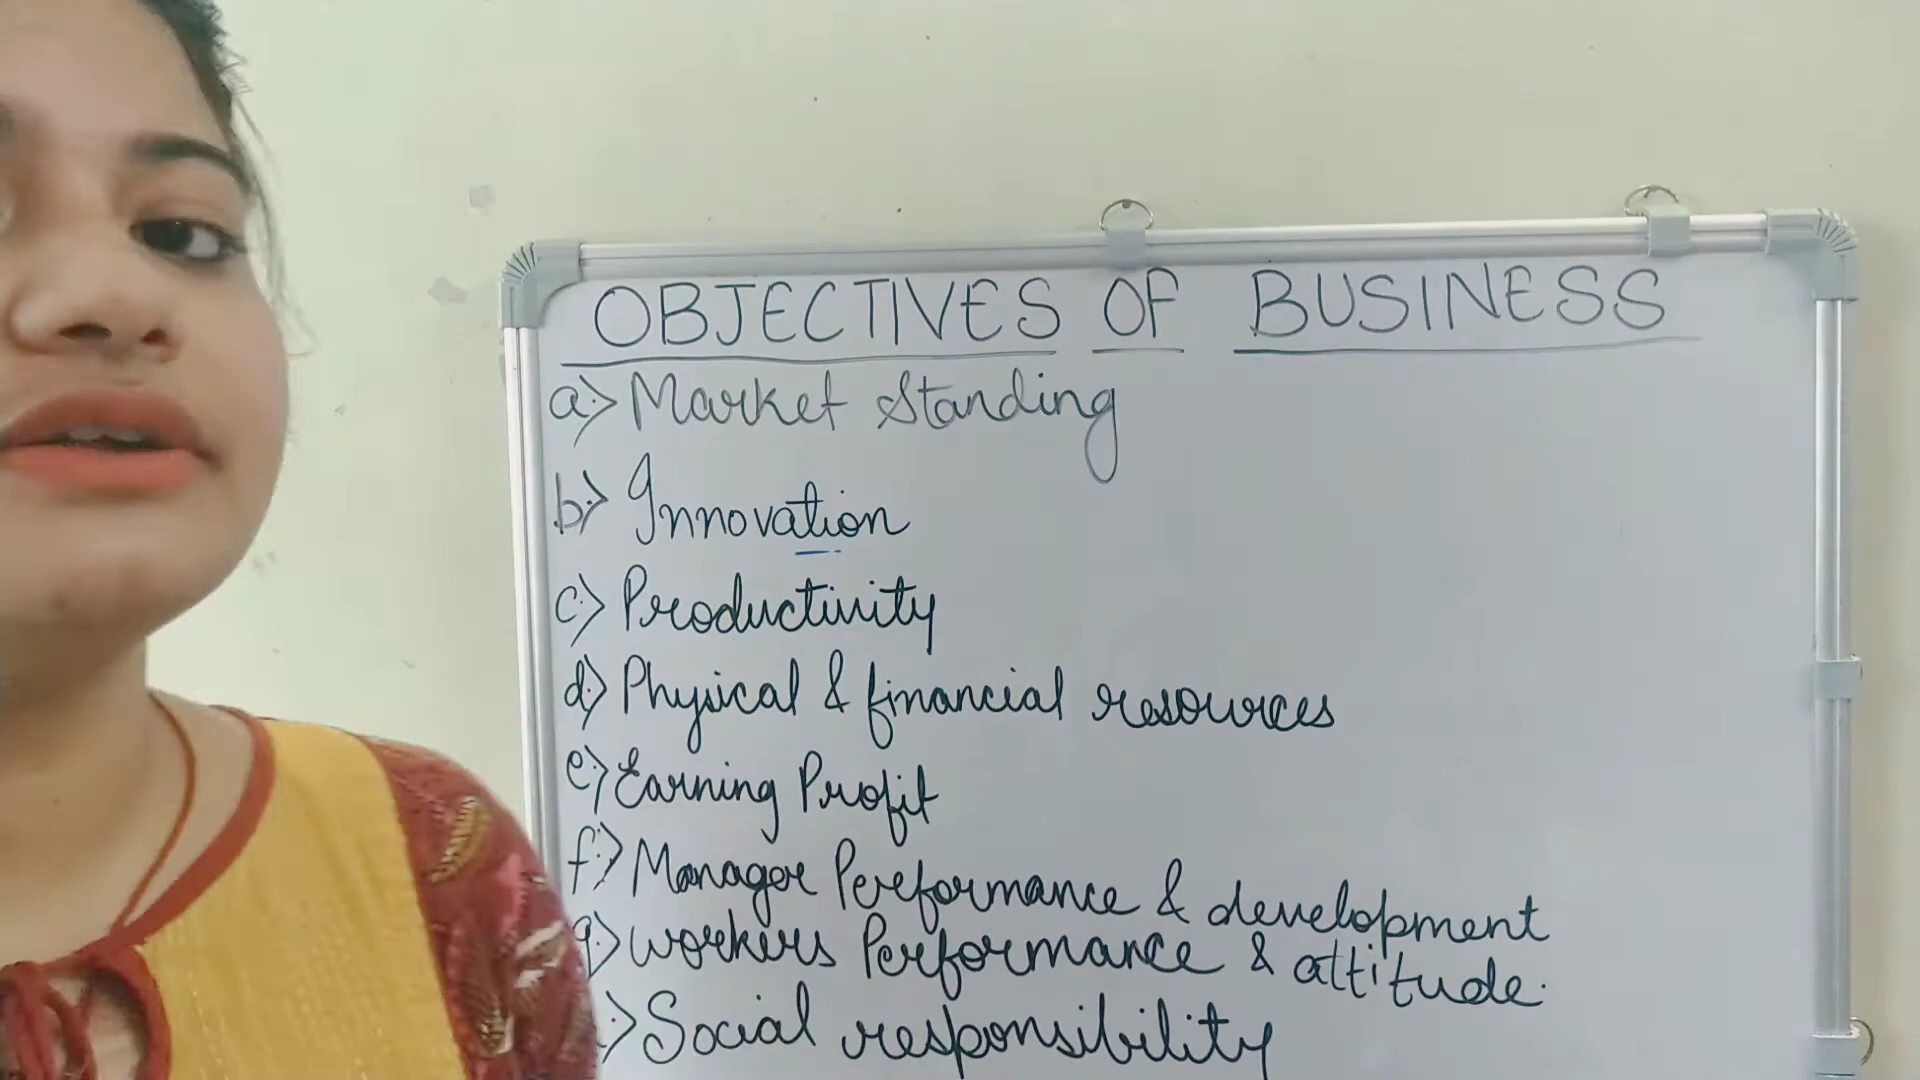 OBJECTIVES OF BUSINESS
a:> Market Standing
b:> Innovation
c:> Productivity
d:> Physical & financial resources
e:> Earning Profit
f:> Manager Performance & development
g:> workers Performance & attitude.
:> Social responsibility